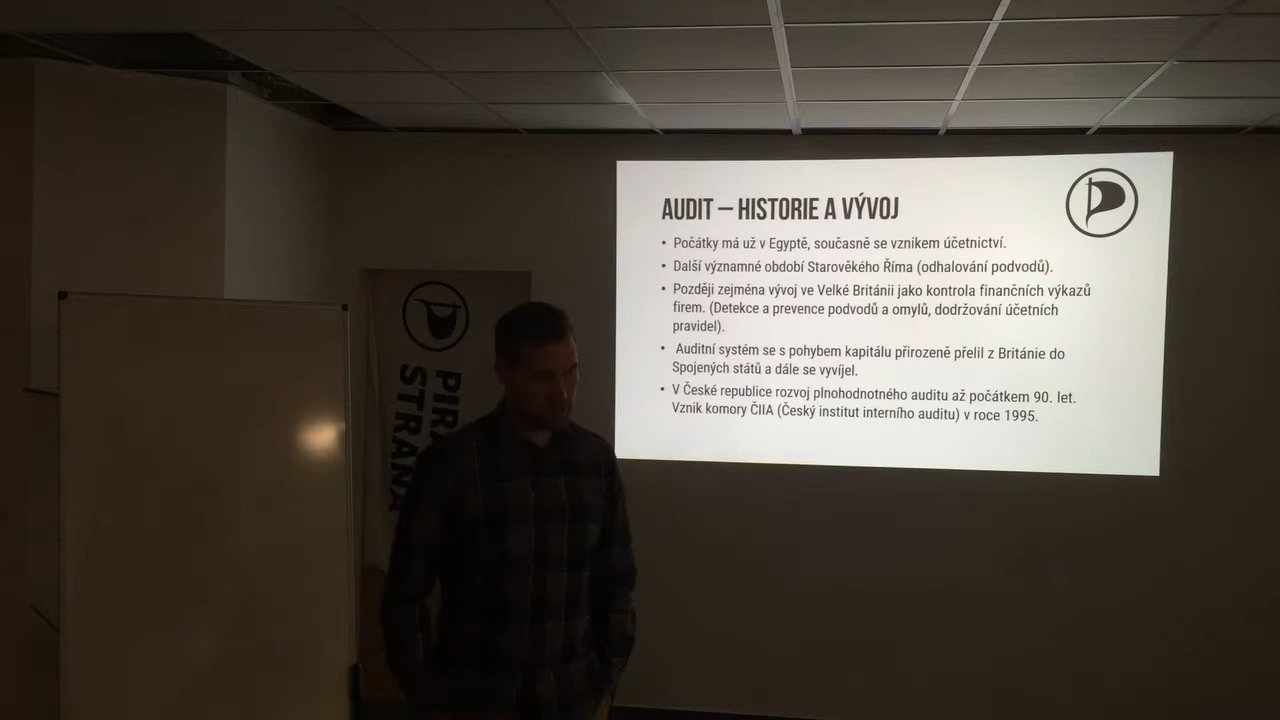 AUDIT – HISTORIE A VÝVOJ
• Počátky má už v Egyptě, současně se vznikem účetnictví.
• Další významné období Starověkého Říma (odhalování podvodů).
• Později zejména vývoj ve Velké Británii jako kontrola finančních výkazů
firem. (Detekce a prevence podvodů a omylů, dodržování účetních
pravidel).
• Auditní systém se s pohybem kapitálu přirozeně přelil z Británie do
Spojených států a dále se vyvíjel.
• V České republice rozvoj plnohodnotného auditu až počátkem 90. let.
Vznik komory ČIIA (Český institut interního auditu) v roce 1995.
STRANA